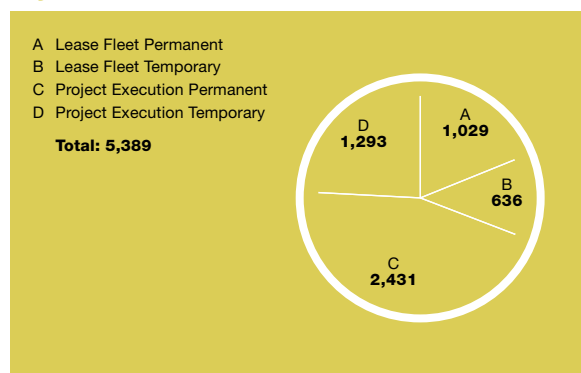 A Lease Fleet Permanent
B Lease Fleet Temporary
C Project Execution Permanent
D Project Execution Temporary
Total: 5,389
D
1,293
A
1,029
B
636
C
2,431